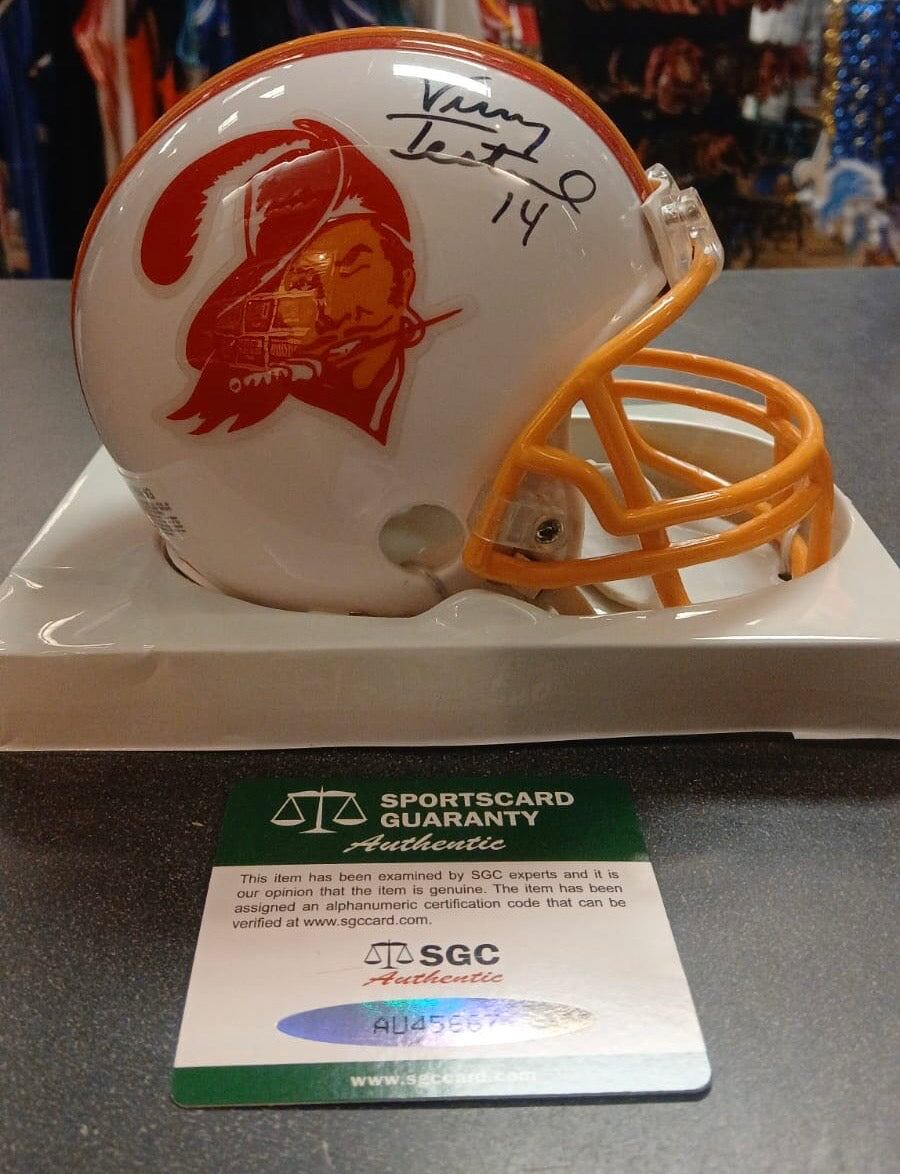 Vinny
Test
14
SPORTSCARD
GUARANTY
Authentic
This item has been examined by SGC experts and it is
our opinion that the item is genuine. The item has been
assigned an alphanumeric certification code that can be
verified at www.sgccard.com.
SGC
Authentic
www.sgccard.com